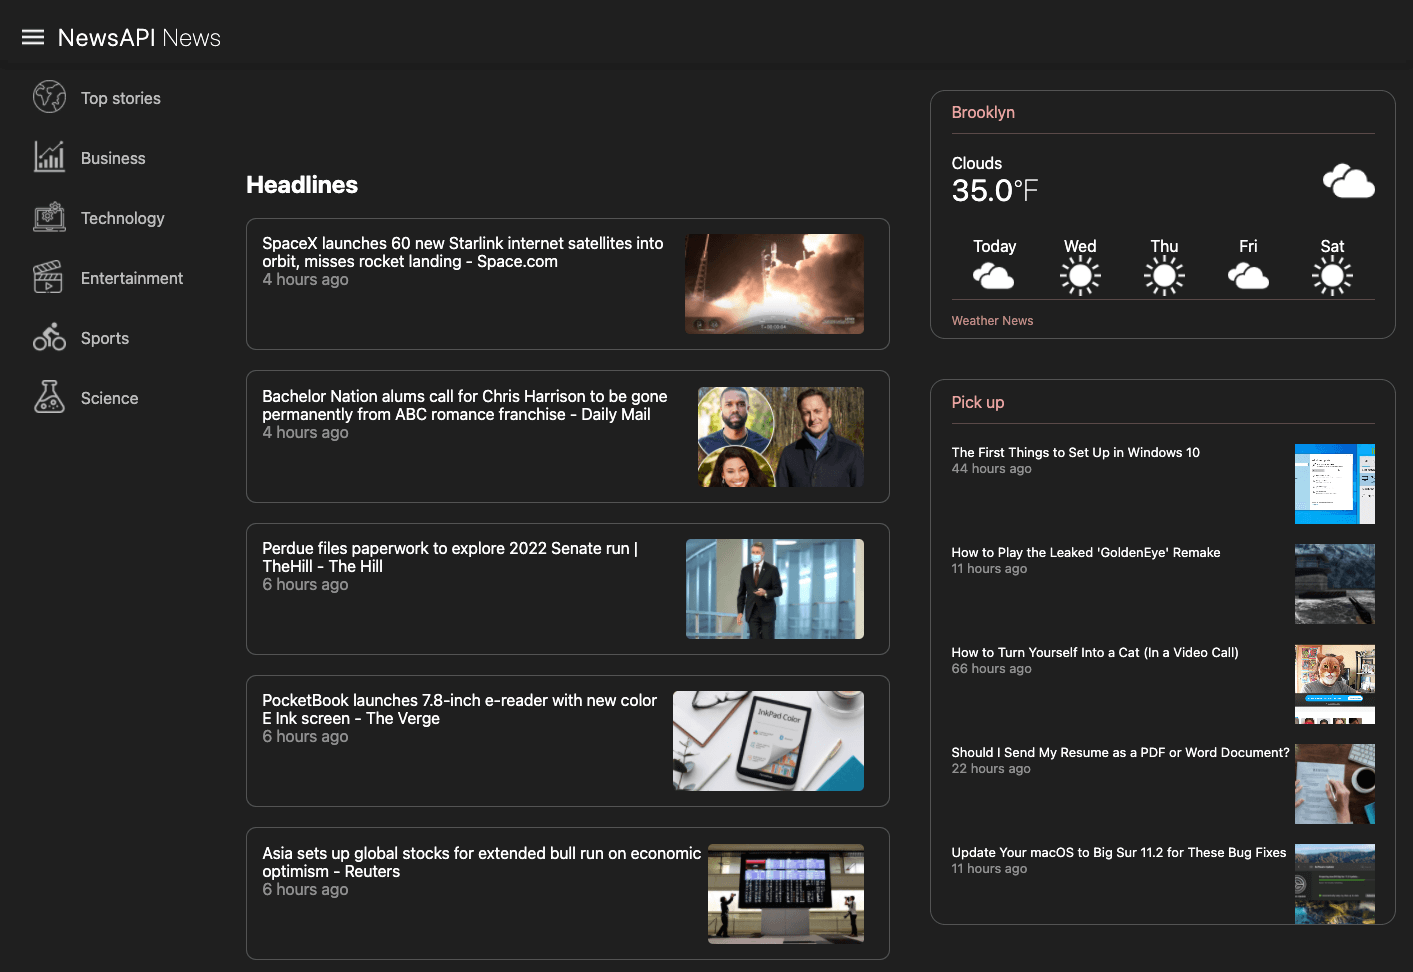 NewsAPI News
Top stories
Business
Technology
Entertainment
Sports
Science
Headlines
SpaceX launches 60 new Starlink internet satellites into
orbit, misses rocket landing - Space.com
4 hours ago
Bachelor Nation alums call for Chris Harrison to be gone
permanently from ABC romance franchise - Daily Mail
4 hours ago
Perdue files paperwork to explore 2022 Senate run |
TheHill - The Hill
6 hours ago
PocketBook launches 7.8-inch e-reader with new color
E Ink screen - The Verge
6 hours ago
InkPad Color
Asia sets up global stocks for extended bull run on economic
optimism - Reuters
6 hours ago
Brooklyn
Clouds
35.0°F
Today Wed Thu Fri Sat
Weather News
Pick up
The First Things to Set Up in Windows 10
44 hours ago
How to Play the Leaked 'GoldenEye' Remake
11 hours ago
How to Turn Yourself Into a Cat (In a Video Call)
66 hours ago
Should I Send My Resume as a PDF or Word Document?
22 hours ago
Update Your macOS to Big Sur 11.2 for These Bug Fixes
11 hours ago